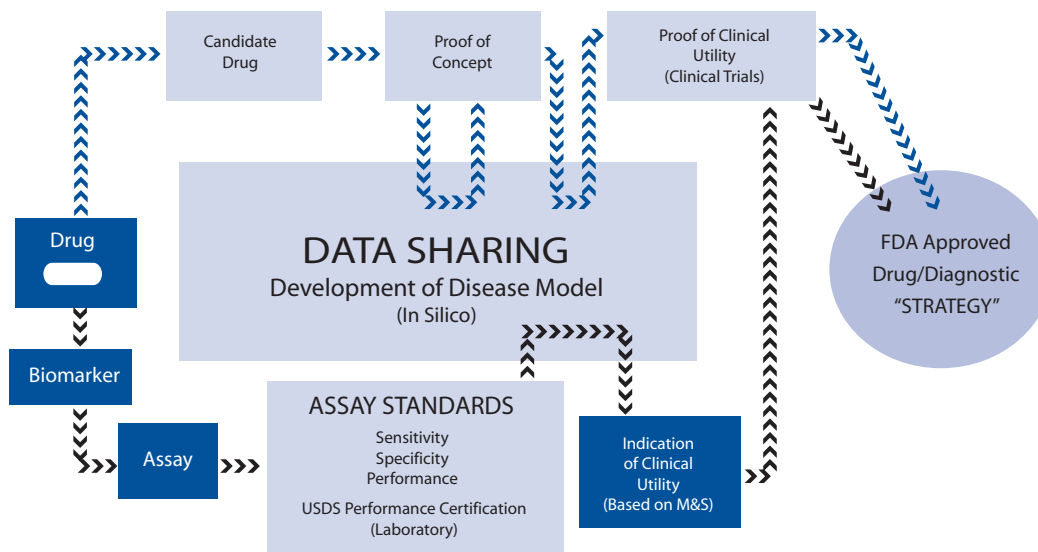 Candidate
Drug
Proof of
Concept
Proof of Clinical
Utility
(Clinical Trials)
Drug
DATA SHARING
Development of Disease Model
(In Silico)
FDA Approved
Drug/Diagnostic
“STRATEGY”
Biomarker
Assay
ASSAY STANDARDS
Sensitivity
Specificity
Performance
USDS Performance Certification
(Laboratory)
Indication
of Clinical
Utility
(Based on M&S)